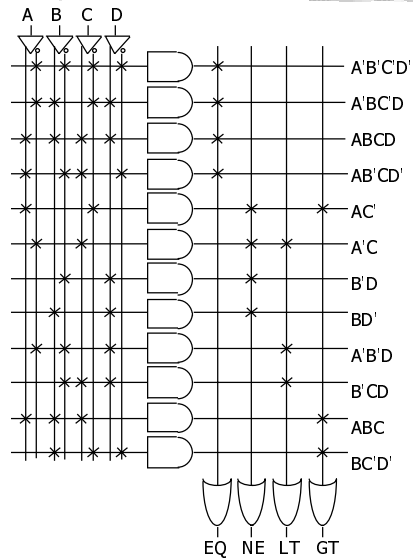 A B C D
A'B'C'D'
A'BC'D
ABCD
AB'CD'
AC'
A'C
B'D
BD'
A'B'D
B'CD
ABC
BC'D'
EQ NE LT GT